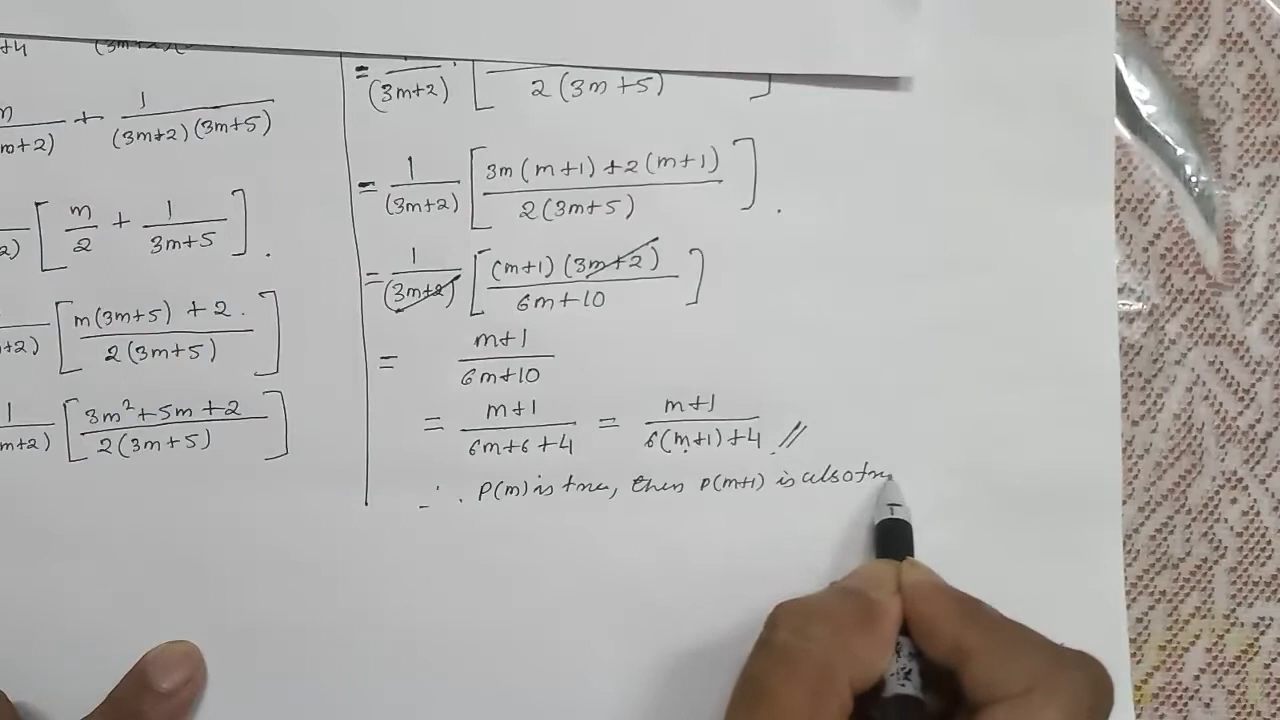 +4
m/(m+2) + 1/((3m+2)(3m+5))
2) [m/2 + 1/(3m+5)].
+2) [(m(3m+5) + 2.)/(2(3m+5))]
1/(m+2) [(3m²+5m+2)/(2(3m+5))]
= /(3m+2) . [ /(2(3m+5))]
= 1/(3m+2) [(3m(m+1)+2(m+1))/(2(3m+5))].
= 1/(3m+2) [((m+1)(3m+2))/(6m+10)]
= (m+1)/(6m+10)
= (m+1)/(6m+6+4) = (m+1)/(6(m+1)+4) //
∴ P(m) is true, then P(m+1) is also tru